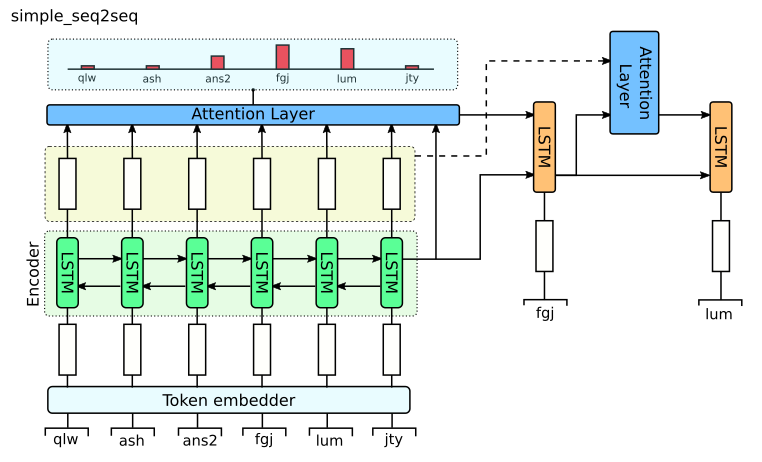 simple_seq2seq
qlw ash ans2 fgj lum jty
Attention Layer
Attention Layer
LSTM LSTM
Encoder
LSTM LSTM LSTM LSTM LSTM LSTM
fgj lum
Token embedder
qlw ash ans2 fgj lum jty